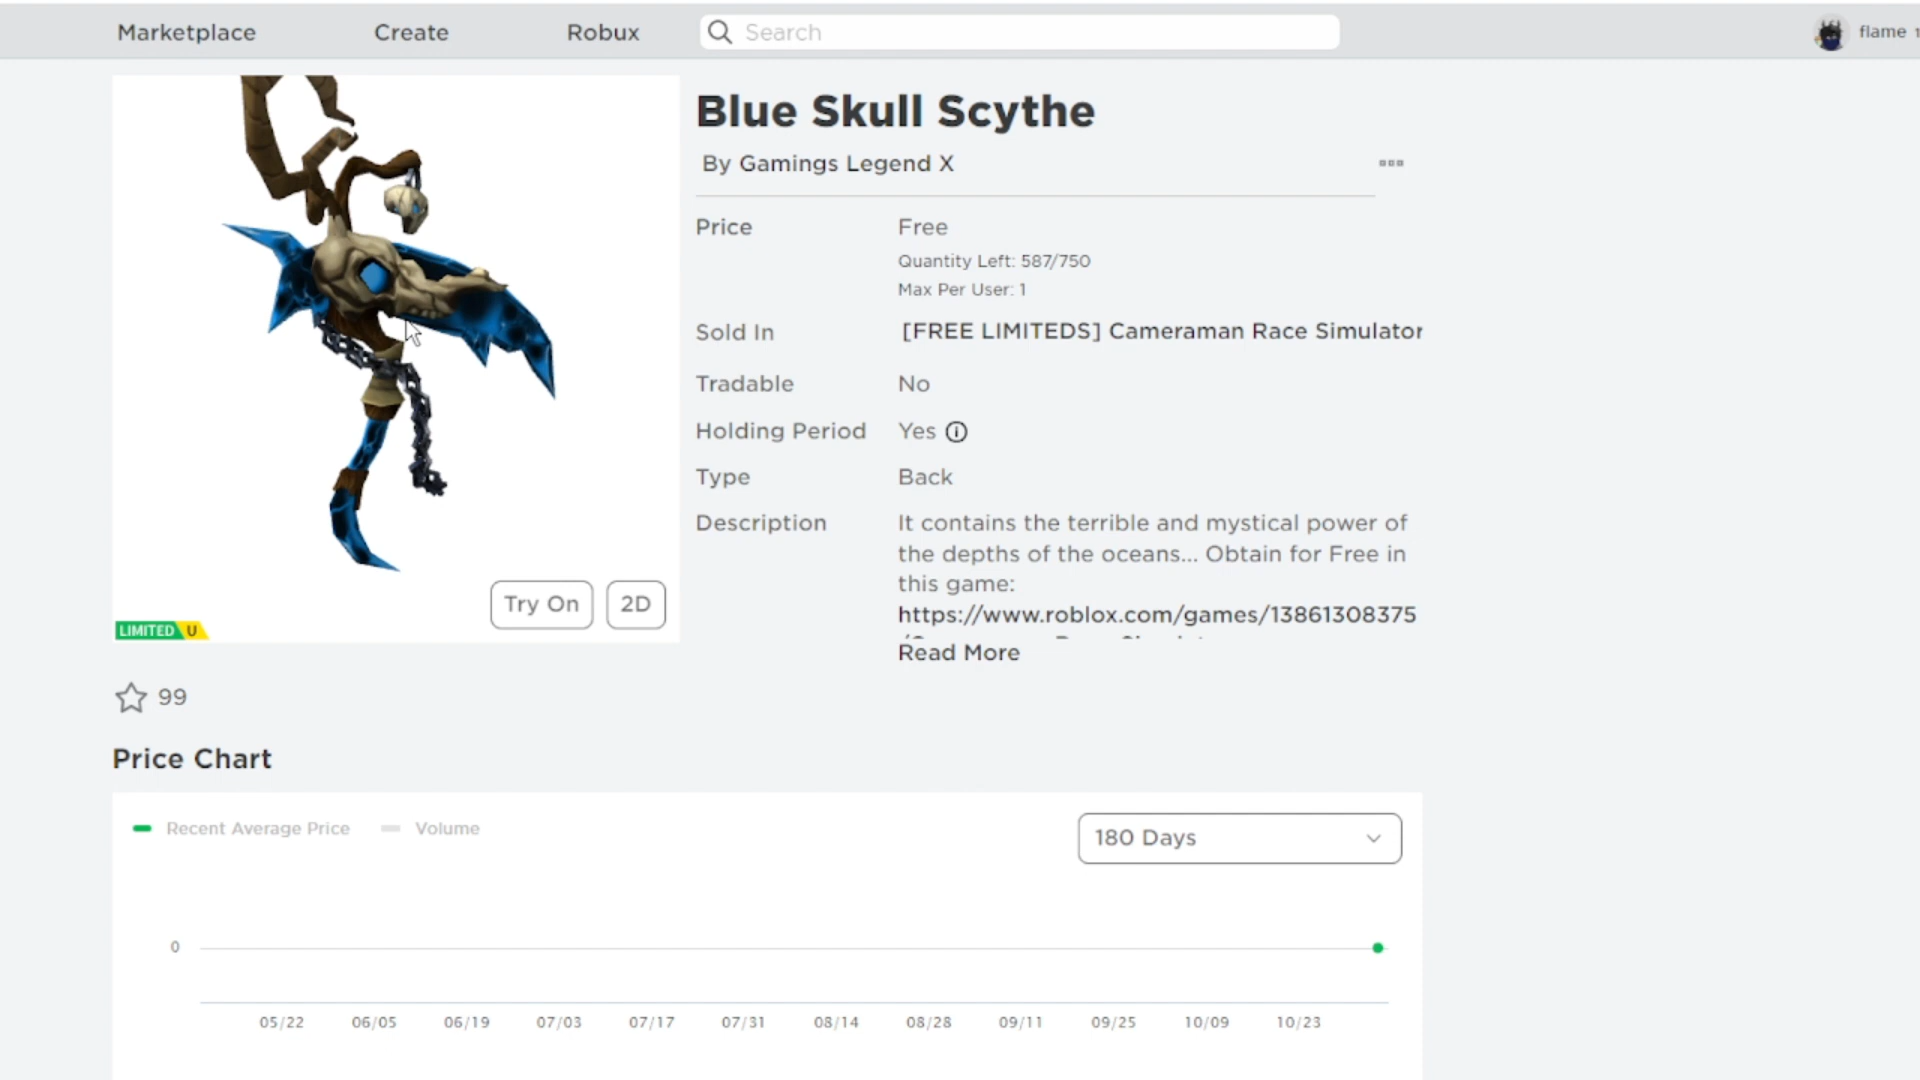 Marketplace
Create
Robux
Search
flame
Blue Skull Scythe
By Gamings Legend X
Price
Free
Quantity Left: 587/750
Max Per User: 1
Sold In
[FREE LIMITEDS] Cameraman Race Simulator
Tradable
No
Holding Period
Yes
Type
Back
Description
It contains the terrible and mystical power of
the depths of the oceans... Obtain for Free in
this game:
https://www.roblox.com/games/13861308375
Read More
Try On
2D
LIMITED U
99
Price Chart
Recent Average Price
Volume
180 Days
0
05/22
06/05
06/19
07/03
07/17
07/31
08/14
08/28
09/11
09/25
10/09
10/23